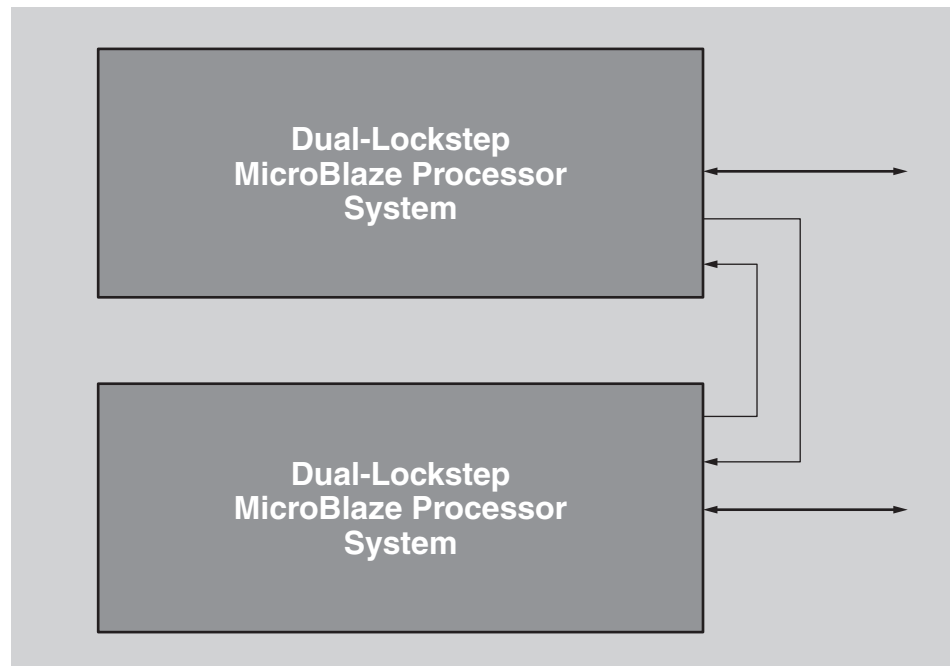 Dual-Lockstep
MicroBlaze Processor
System
Dual-Lockstep
MicroBlaze Processor
System